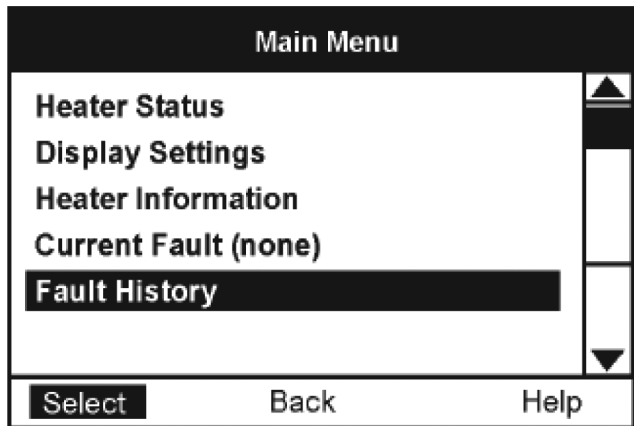 Main Menu
Heater Status
Display Settings
Heater Information
Current Fault (none)
Fault History
Select Back Help